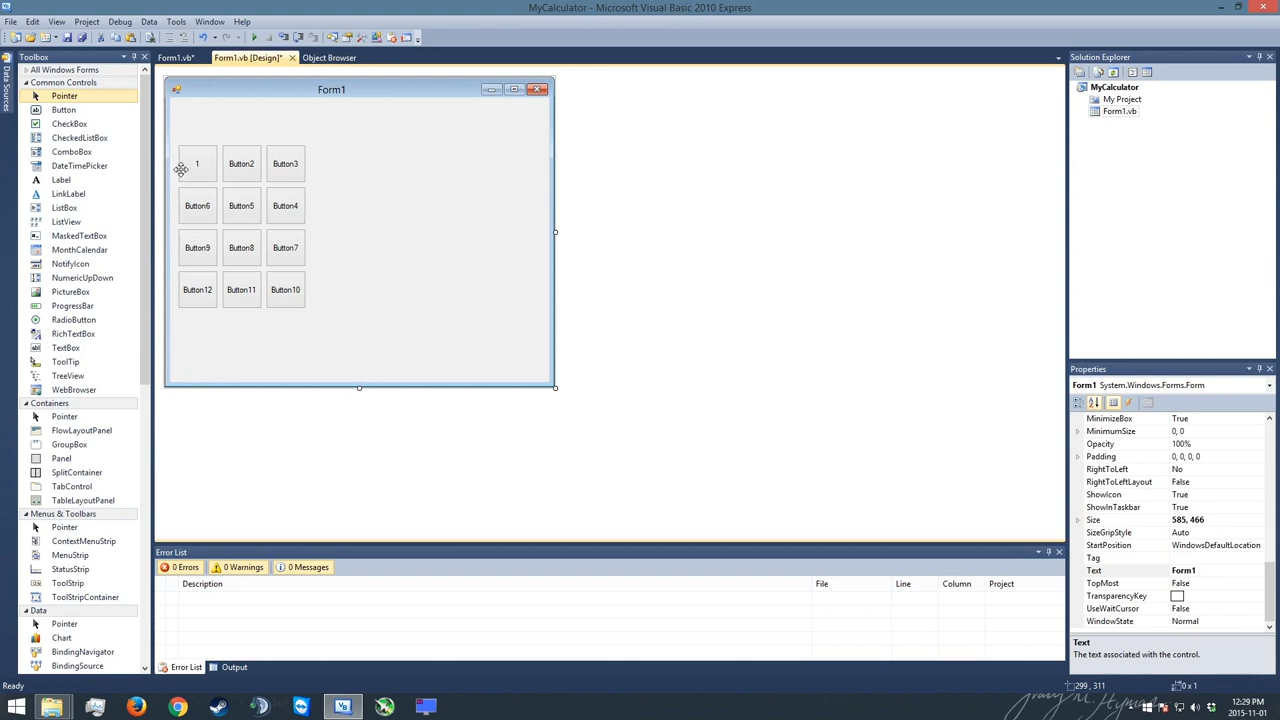 MyCalculator - Microsoft Visual Basic 2010 Express
File Edit View Project Debug Data Tools Window Help
Toolbox
Form1.vb*
Form1.vb [Design]*
Object Browser
Data Sources
All Windows Forms
Common Controls
Pointer
Button
CheckBox
CheckedListBox
ComboBox
DateTimePicker
Label
LinkLabel
ListBox
ListView
MaskedTextBox
MonthCalendar
NotifyIcon
NumericUpDown
PictureBox
ProgressBar
RadioButton
RichTextBox
TextBox
ToolTip
TreeView
WebBrowser
Containers
Pointer
FlowLayoutPanel
GroupBox
Panel
SplitContainer
TabControl
TableLayoutPanel
Menus & Toolbars
Pointer
ContextMenuStrip
MenuStrip
StatusStrip
ToolStrip
ToolStripContainer
Data
Pointer
Chart
BindingNavigator
BindingSource
Form1
1 Button2 Button3
Button6 Button5 Button4
Button9 Button8 Button7
Button12 Button11 Button10
Error List
0 Errors
0 Warnings
0 Messages
Description File Line Column Project
Error List
Output
Solution Explorer
MyCalculator
My Project
Form1.vb
Properties
Form1 System.Windows.Forms.Form
MinimizeBox True
MinimumSize 0, 0
Opacity 100%
Padding 0, 0, 0, 0
RightToLeft No
RightToLeftLayout False
ShowIcon True
ShowInTaskbar True
Size 585, 466
SizeGripStyle Auto
StartPosition WindowsDefaultLocation
Tag
Text Form1
TopMost False
TransparencyKey
UseWaitCursor False
WindowState Normal
Text
The text associated with the control.
Ready
299 , 311
0 x 1
12:29 PM
2015-11-01